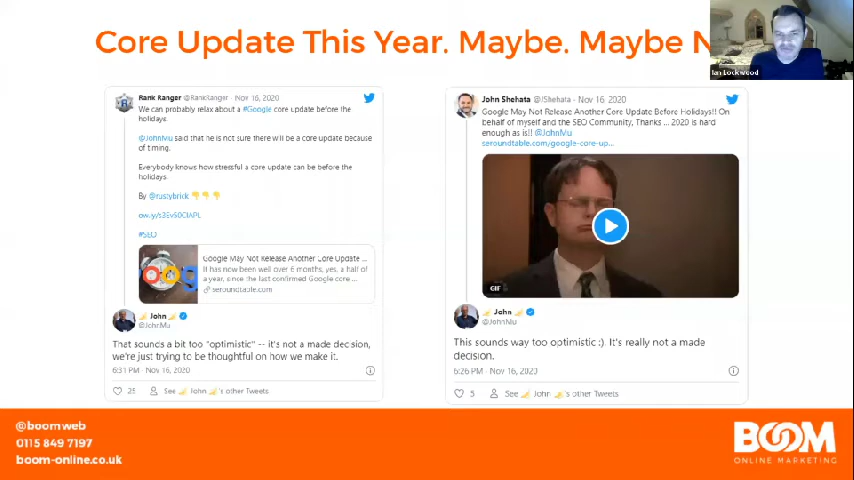 Core Update This Year. Maybe. Maybe N
Ian Lockwood
Rank Ranger @RankRanger · Nov 16, 2020
We can probably relax about a #Google core update before the
holidays.
@JohnMu said that he is not sure there will be a core update because
of timing.
Everybody knows how stressful a core update can be before the
holidays.
By @rustybrick 👇👇👇
#SEO
Google May Not Release Another Core Update ...
It has now been well over 6 months, yes, a half of
a year, since the last confirmed Google core ...
seroundtable.com
🍌 John 🍌
@JohnMu
That sounds a bit too "optimistic" -- it's not a made decision,
we're just trying to be thoughtful on how we make it.
6:31 PM · Nov 16, 2020
25 See 🍌 John 🍌's other Tweets
John Shehata @JShehata · Nov 16, 2020
Google May Not Release Another Core Update Before Holidays!! On
behalf of myself and the SEO Community, Thanks ... 2020 is hard
enough as is!! @JohnMu
seroundtable.com/google-core-up...
GIF
🍌 John 🍌
@JohnMu
This sounds way too optimistic :). It's really not a made
decision.
6:26 PM · Nov 16, 2020
5 See 🍌 John 🍌's other Tweets
@boomweb
0115 849 7197
boom-online.co.uk
BOOM
ONLINE MARKETING